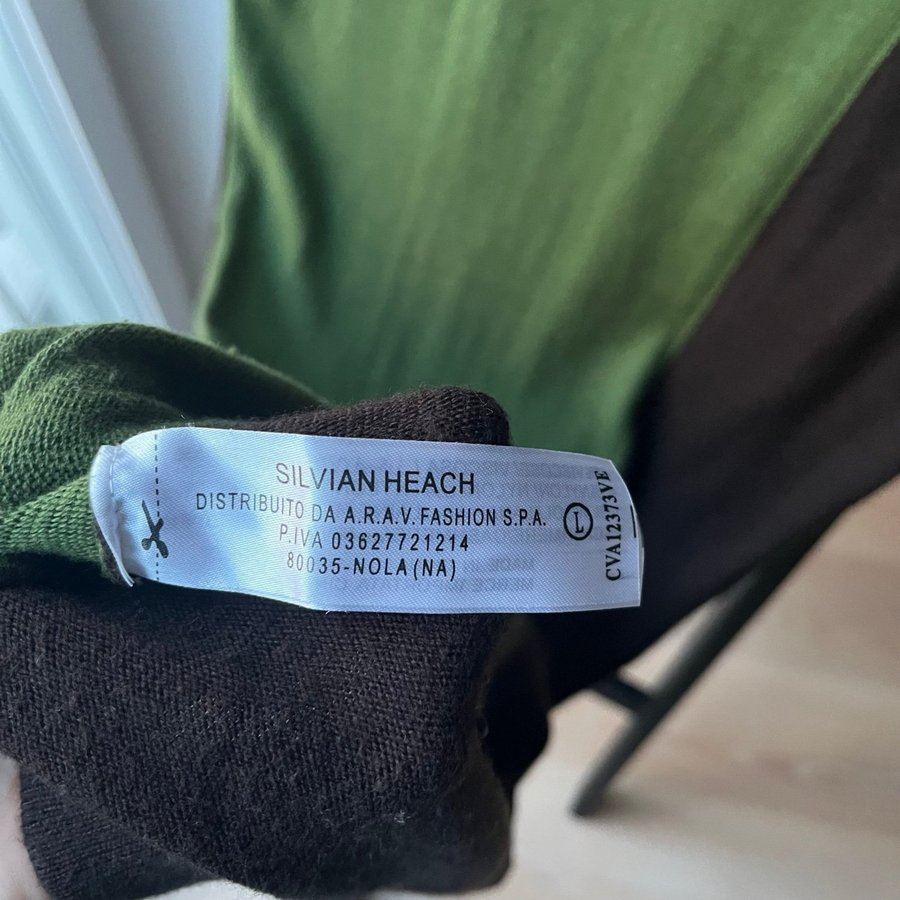 SILVIAN HEACH
DISTRIBUITO DA A.R.A.V. FASHION S.P.A.
P.IVA 03627721214
80035-NOLA(NA)
L
CVA12373VE